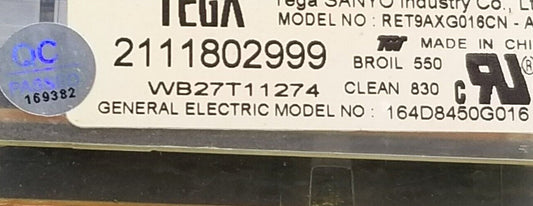 TEGA
Tega SANYO Industry Co.,
MODEL NO : RET9AXG016CN - A
2111802999
MADE IN CHI
BROIL 550
WB27T11274
CLEAN 830
GENERAL ELECTRIC MODEL NO : 164D8450G016
QC
PASSED
169382